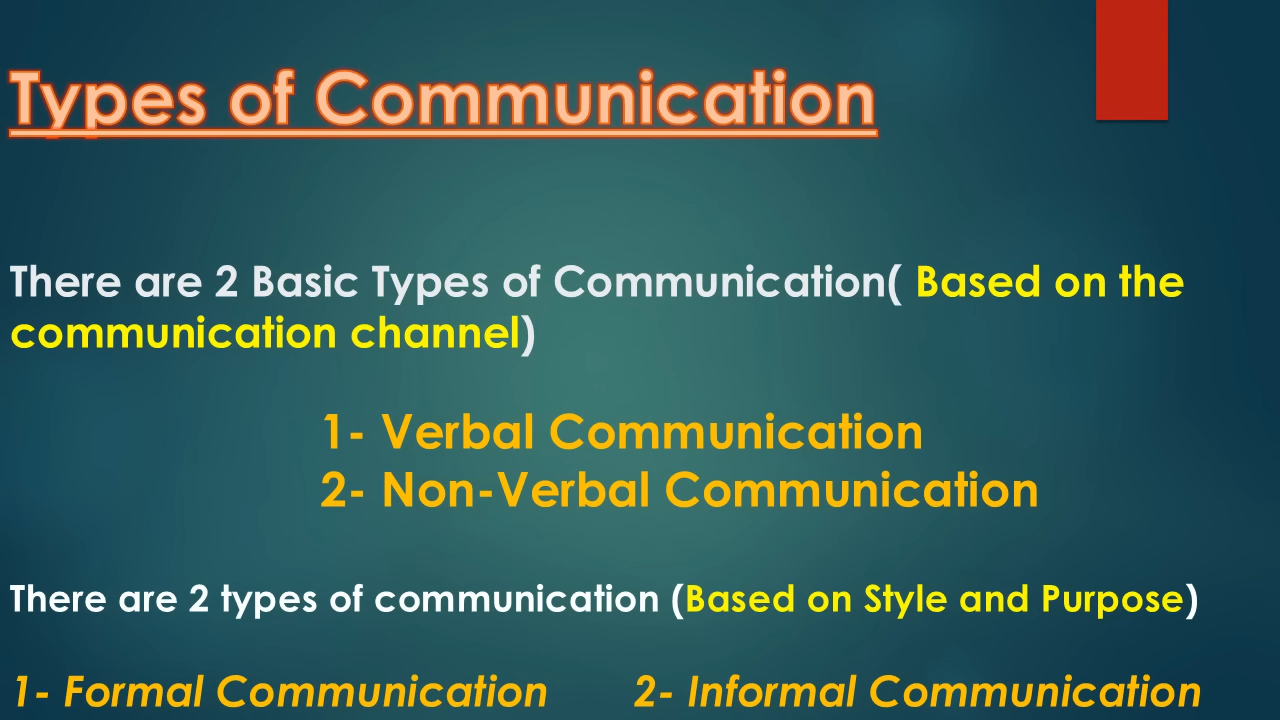 Types of Communication
There are 2 Basic Types of Communication( Based on the
communication channel)
1- Verbal Communication
2- Non-Verbal Communication
There are 2 types of communication (Based on Style and Purpose)
1- Formal Communication 2- Informal Communication